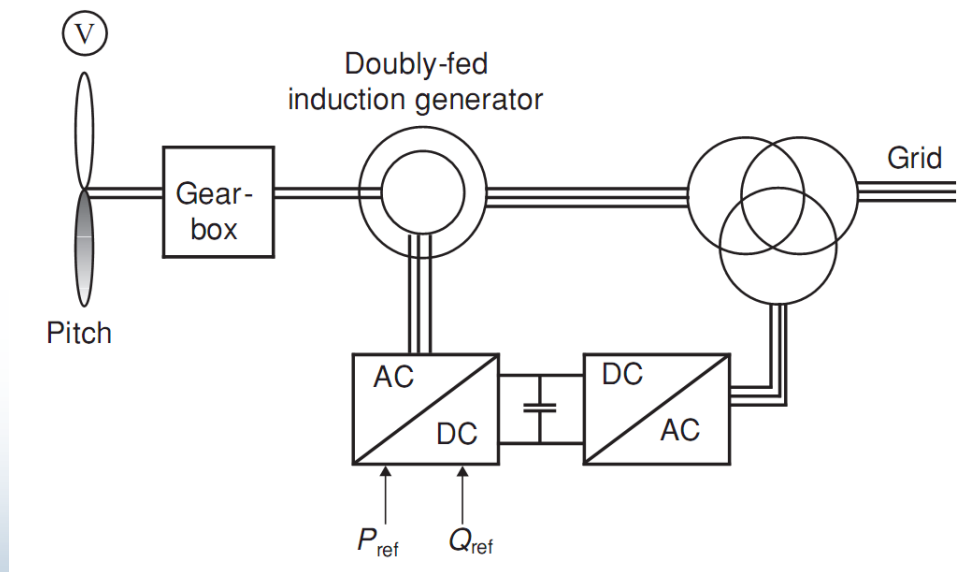 V
Doubly-fed
induction generator
Grid
Gear-
box
Pitch
AC
DC
DC
AC
Pref
Qref